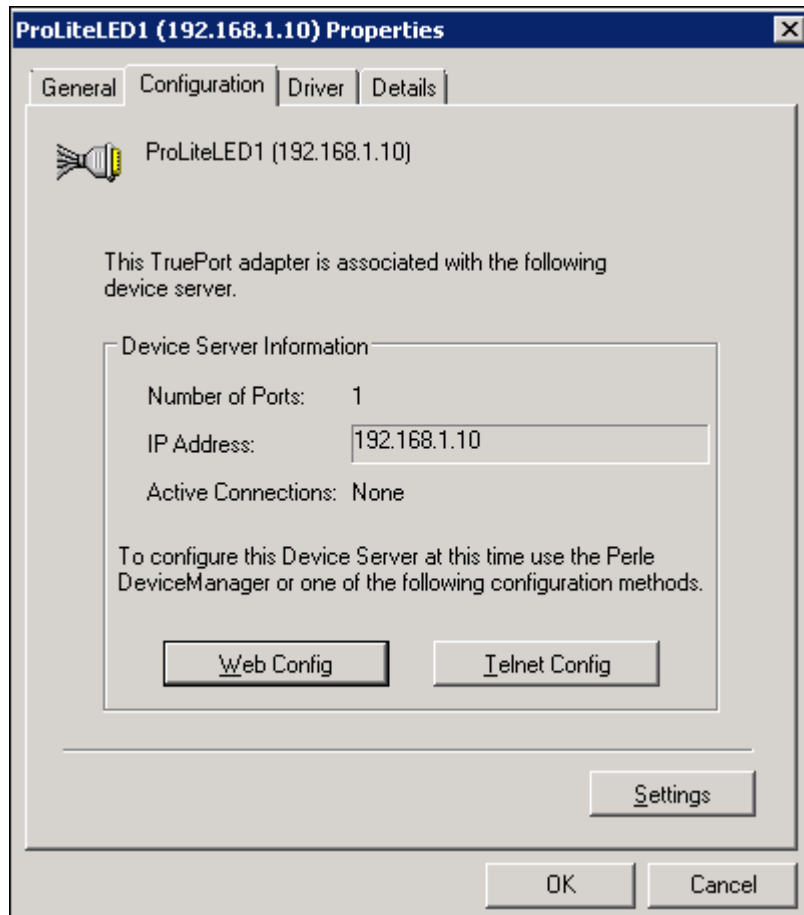 ProLiteLED1 (192.168.1.10) Properties
General Configuration Driver Details
ProLiteLED1 (192.168.1.10)
This TruePort adapter is associated with the following
device server.
Device Server Information
Number of Ports: 1
IP Address: 192.168.1.10
Active Connections: None
To configure this Device Server at this time use the Perle
DeviceManager or one of the following configuration methods.
Web Config Telnet Config
Settings
OK Cancel